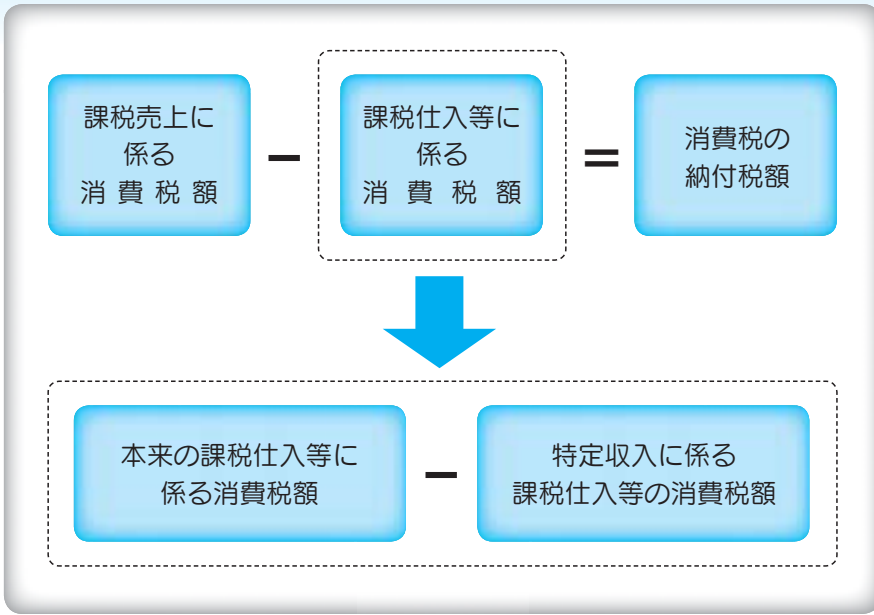 課税売上に
係る
消費税額
－
課税仕入等に
係る
消費税額
＝
消費税の
納付税額
本来の課税仕入等に
係る消費税額
－
特定収入に係る
課税仕入等の消費税額